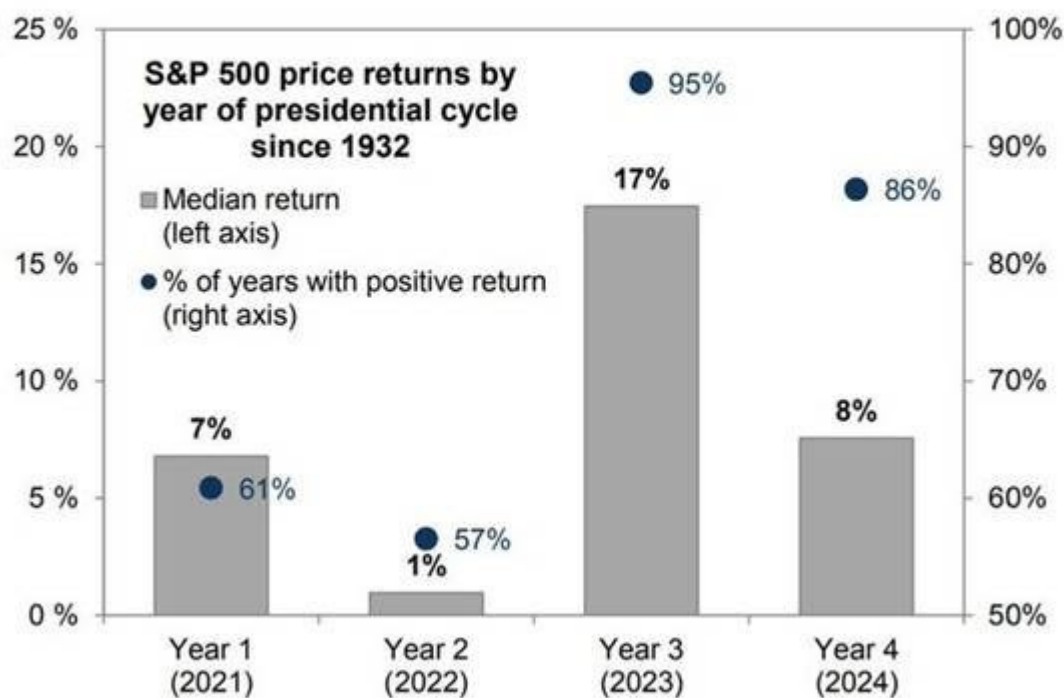 S&P 500 price returns by
year of presidential cycle
since 1932
Median return
(left axis)
% of years with positive return
(right axis)
25 %
20 %
15 %
10 %
5 %
0 %
100%
90%
80%
70%
60%
50%
7%
61%
1%
57%
17%
95%
8%
86%
Year 1
(2021)
Year 2
(2022)
Year 3
(2023)
Year 4
(2024)